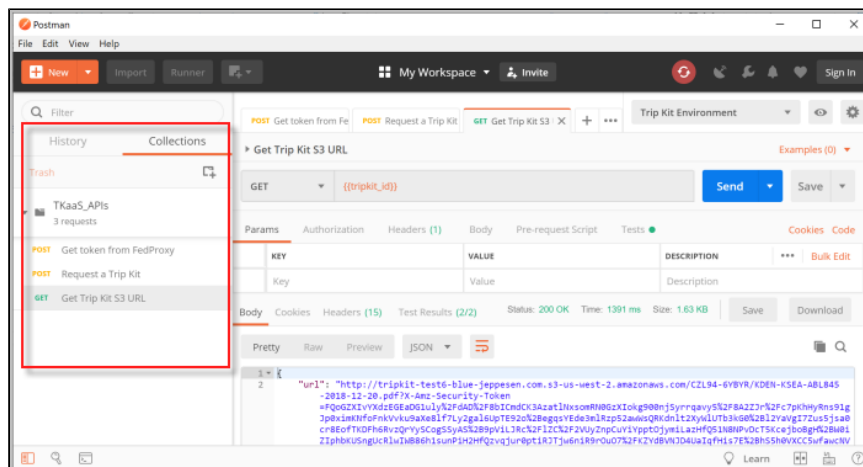 Postman
File Edit View Help
New Import Runner My Workspace Invite Sign In
Filter
History Collections
Trash
TKaaS_APIs
3 requests
POST Get token from FedProxy
POST Request a Trip Kit
GET Get Trip Kit S3 URL
POST Get token from Fe POST Request a Trip Kit GET Get Trip Kit S3 Trip Kit Environment
Get Trip Kit S3 URL Examples (0)
GET {{tripkit_id}} Send Save
Params Authorization Headers (1) Body Pre-request Script Tests Cookies Code
KEY VALUE DESCRIPTION Bulk Edit
Key Value Description
Body Cookies Headers (15) Test Results (2/2) Status: 200 OK Time: 1391 ms Size: 1.63 KB Save Download
Pretty Raw Preview JSON
1 {
2 "url": "http://tripkit-test6-blue-jeppesen.com.s3-us-west-2.amazonaws.com/CZL94-6YBYR/KDEN-KSEA-ABL845
-2018-12-20.pdf?X-Amz-Security-Token
Learn